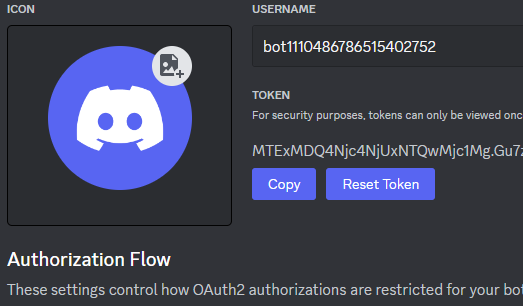 ICON
USERNAME
bot1110486786515402752
TOKEN
For security purposes, tokens can only be viewed onc
MTExMDQ4Njc4NjUxNTQwMjc1Mg.Gu7z
Copy
Reset Token
Authorization Flow
These settings control how OAuth2 authorizations are restricted for your bot